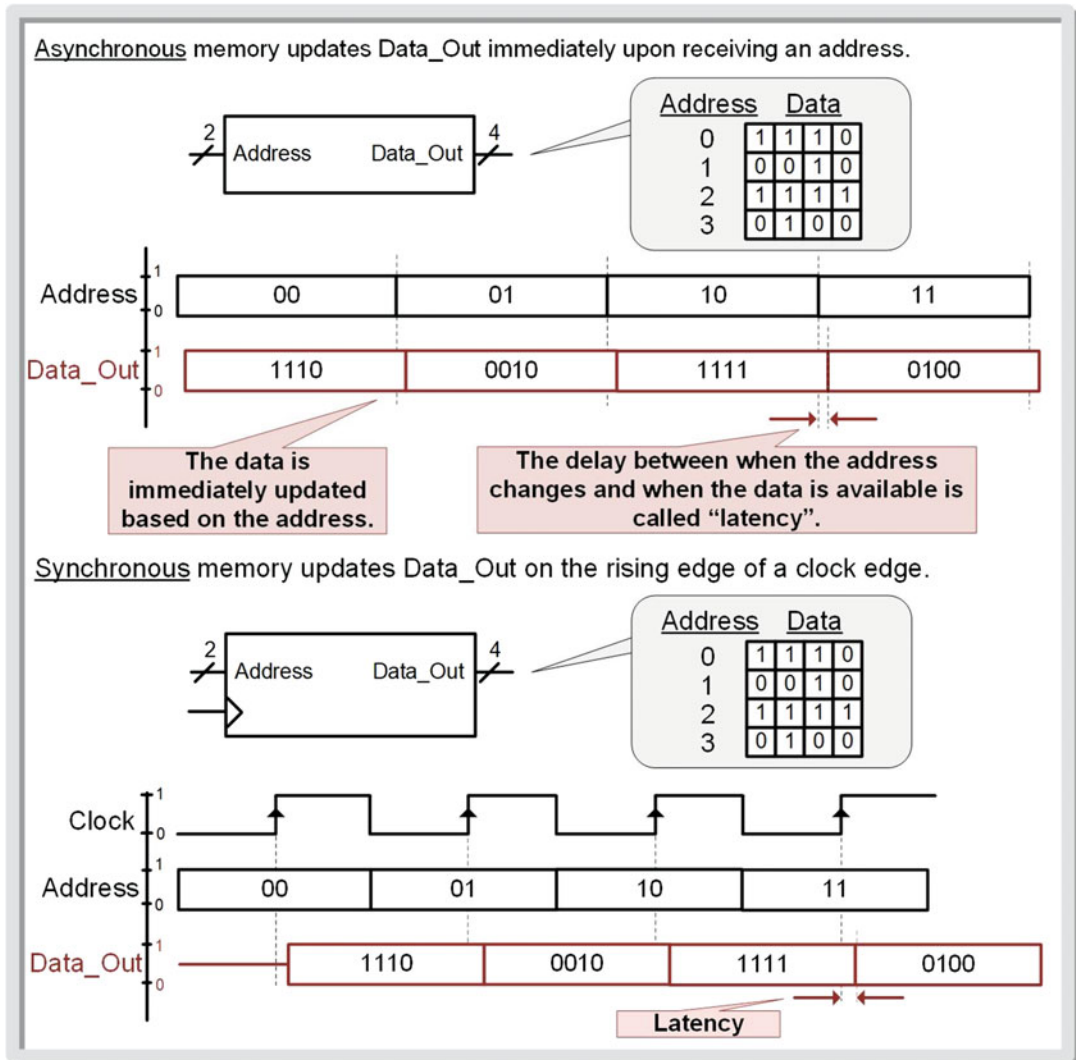 Asynchronous memory updates Data_Out immediately upon receiving an address.
Address Data
2 Address Data_Out 4
0 1 1 1 0
1 0 0 1 0
2 1 1 1 1
3 0 1 0 0
Address 1 0 00 01 10 11
Data_Out 1 0 1110 0010 1111 0100
The data is
immediately updated
based on the address.
The delay between when the address
changes and when the data is available is
called “latency”.
Synchronous memory updates Data_Out on the rising edge of a clock edge.
Address Data
2 Address Data_Out 4
0 1 1 1 0
1 0 0 1 0
2 1 1 1 1
3 0 1 0 0
Clock 1 0
Address 1 0 00 01 10 11
Data_Out 1 0 1110 0010 1111 0100
Latency